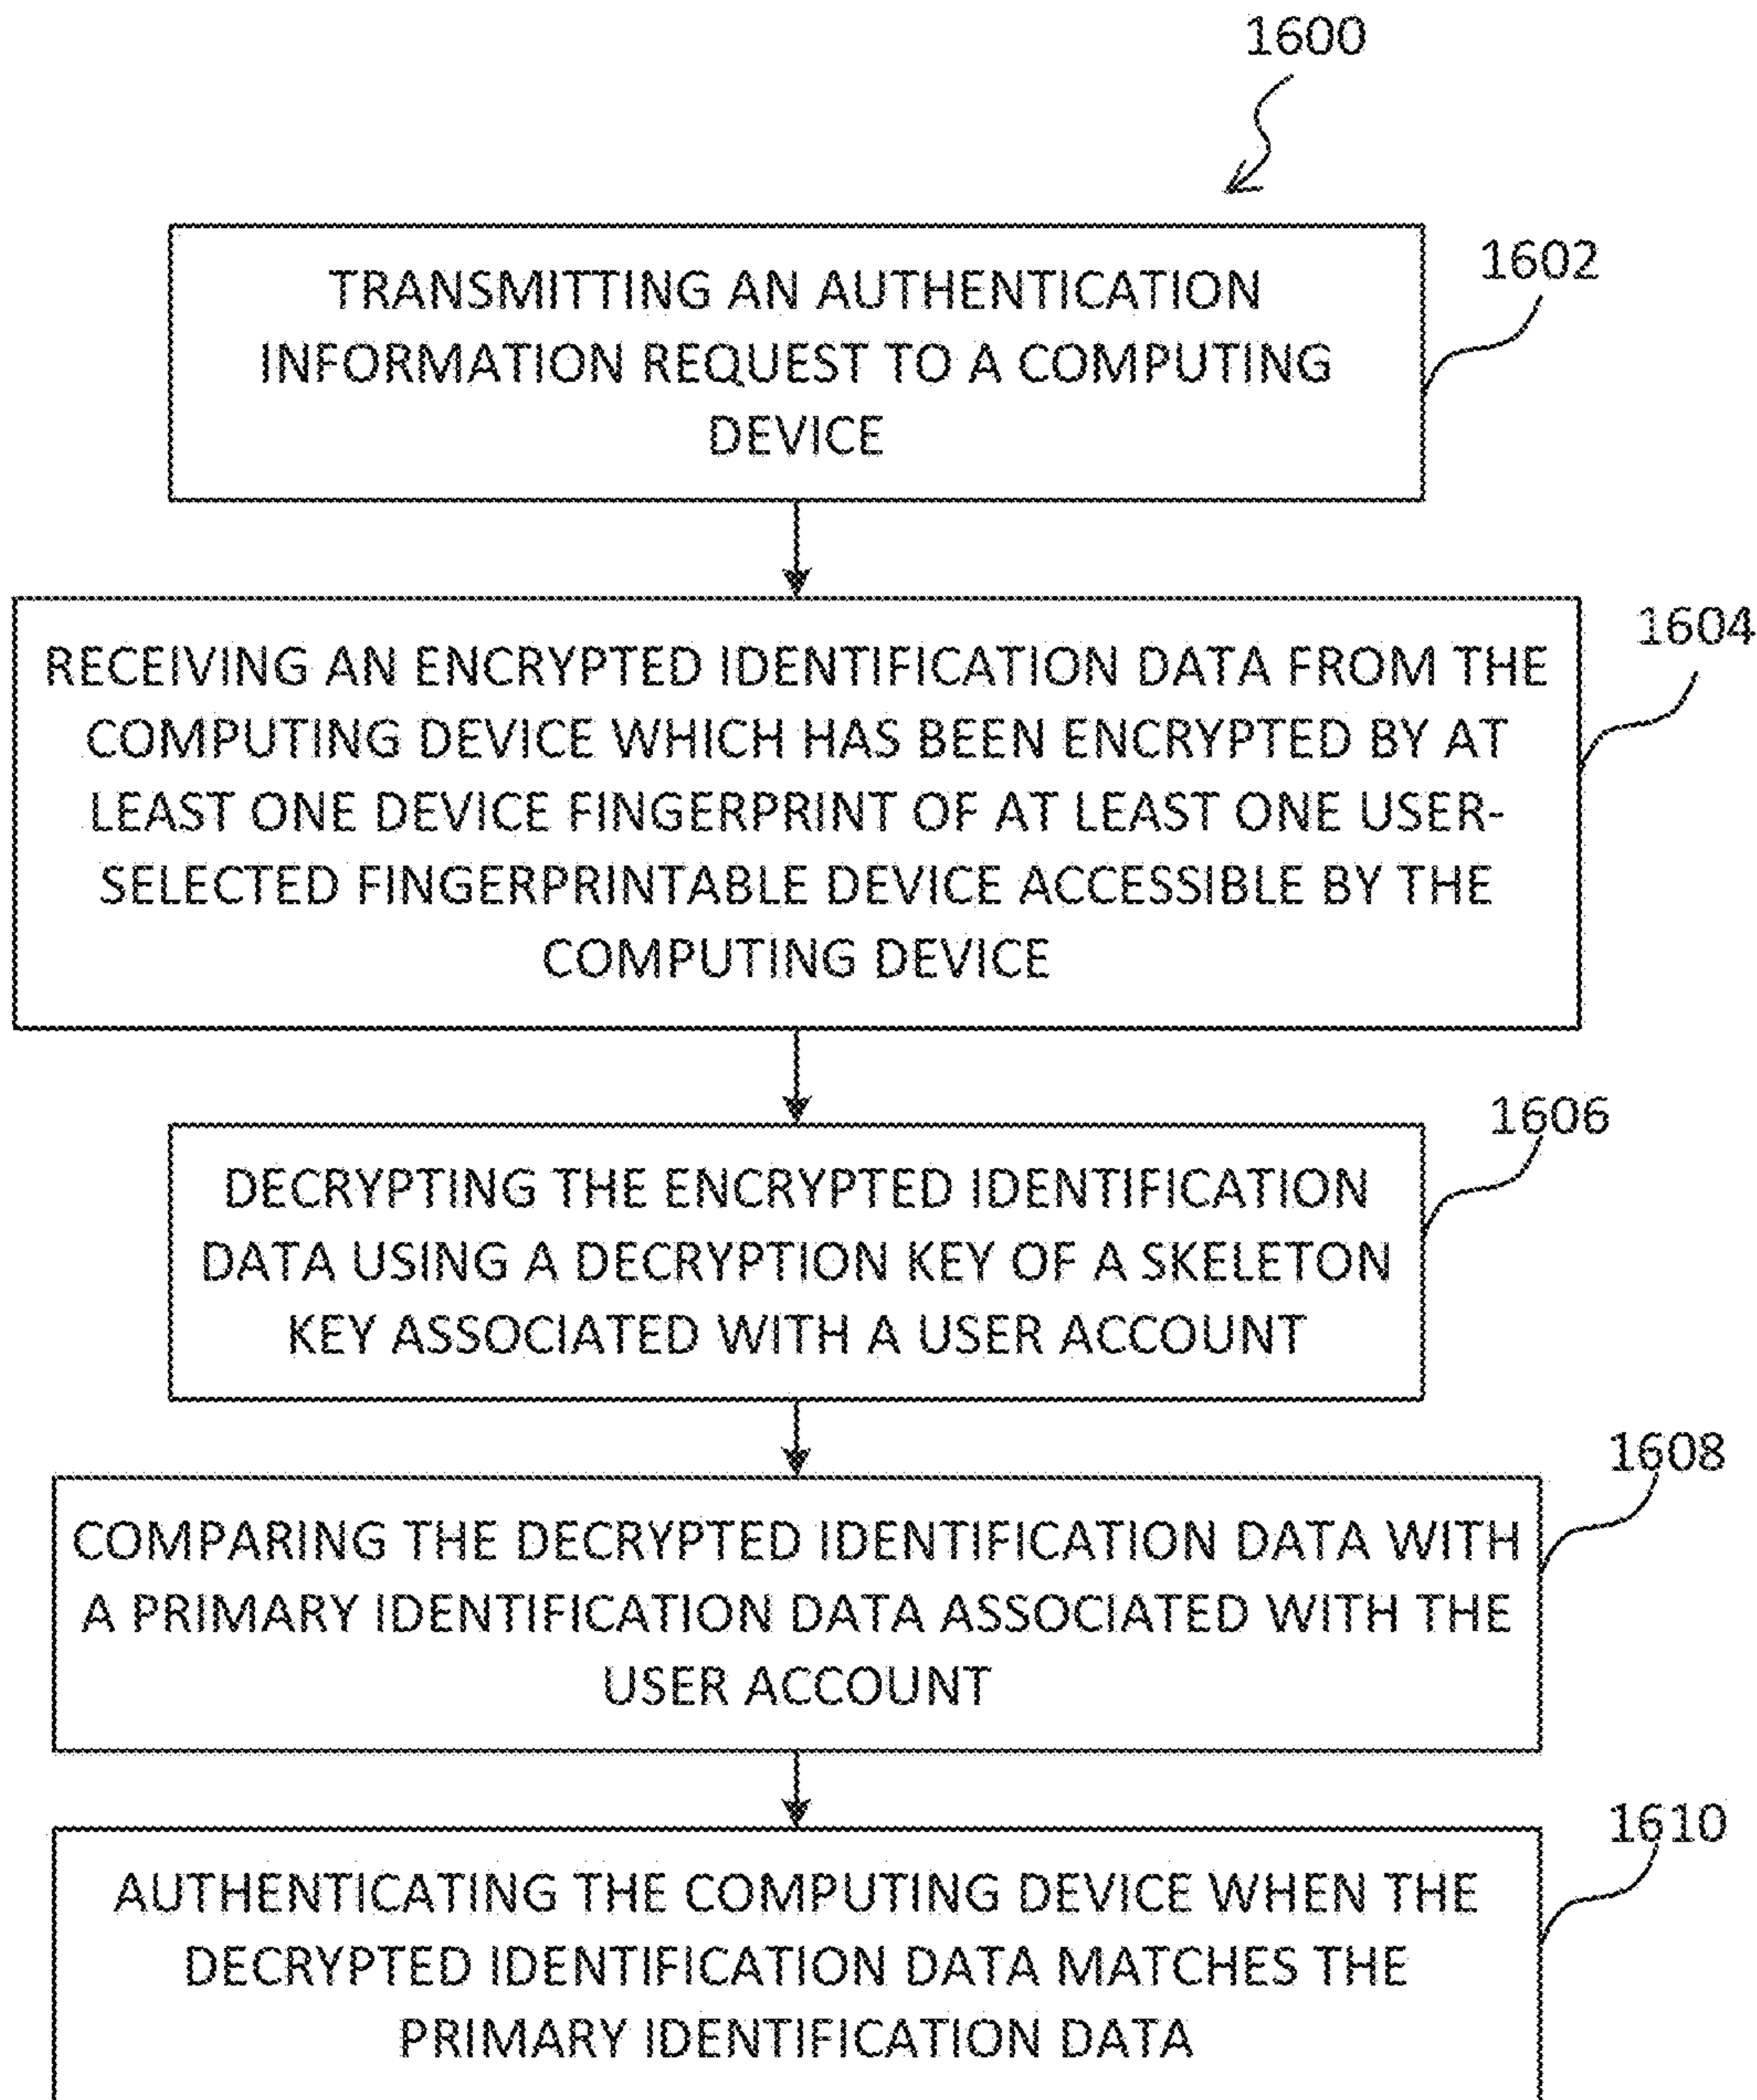 1600
1602
TRANSMITTING AN AUTHENTICATION
INFORMATION REQUEST TO A COMPUTING
DEVICE
1604
RECEIVING AN ENCRYPTED IDENTIFICATION DATA FROM THE
COMPUTING DEVICE WHICH HAS BEEN ENCRYPTED BY AT
LEAST ONE DEVICE FINGERPRINT OF AT LEAST ONE USER-
SELECTED FINGERPRINTABLE DEVICE ACCESSIBLE BY THE
COMPUTING DEVICE
1606
DECRYPTING THE ENCRYPTED IDENTIFICATION
DATA USING A DECRYPTION KEY OF A SKELETON
KEY ASSOCIATED WITH A USER ACCOUNT
1608
COMPARING THE DECRYPTED IDENTIFICATION DATA WITH
A PRIMARY IDENTIFICATION DATA ASSOCIATED WITH THE
USER ACCOUNT
1610
AUTHENTICATING THE COMPUTING DEVICE WHEN THE
DECRYPTED IDENTIFICATION DATA MATCHES THE
PRIMARY IDENTIFICATION DATA